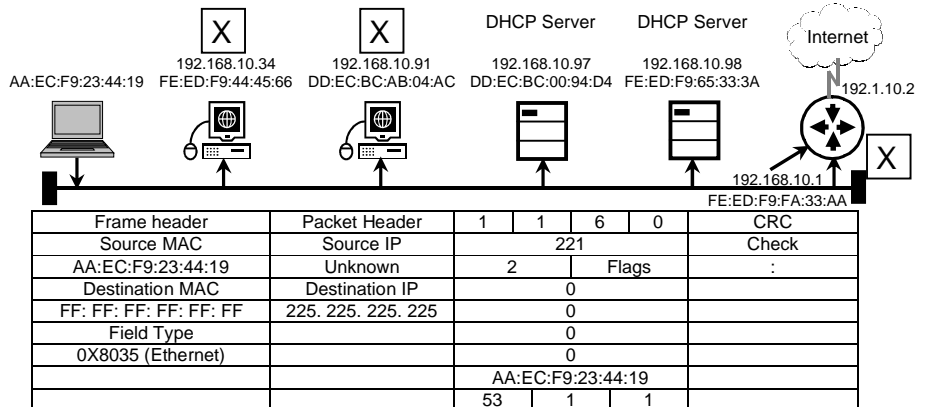 X
X
DHCP Server
DHCP Server
Internet
192.168.10.34
192.168.10.91
192.168.10.97
192.168.10.98
AA:EC:F9:23:44:19
FE:ED:F9:44:45:66
DD:EC:BC:AB:04:AC
DD:EC:BC:00:94:D4
FE:ED:F9:65:33:3A
192.1.10.2
X
192.168.10.1
FE:ED:F9:FA:33:AA
Frame header Packet Header 1 1 6 0 CRC
Source MAC Source IP 221 Check
AA:EC:F9:23:44:19 Unknown 2 Flags :
Destination MAC Destination IP 0
FF: FF: FF: FF: FF: FF 225. 225. 225. 225 0
Field Type 0
0X8035 (Ethernet) 0
AA:EC:F9:23:44:19
53 1 1